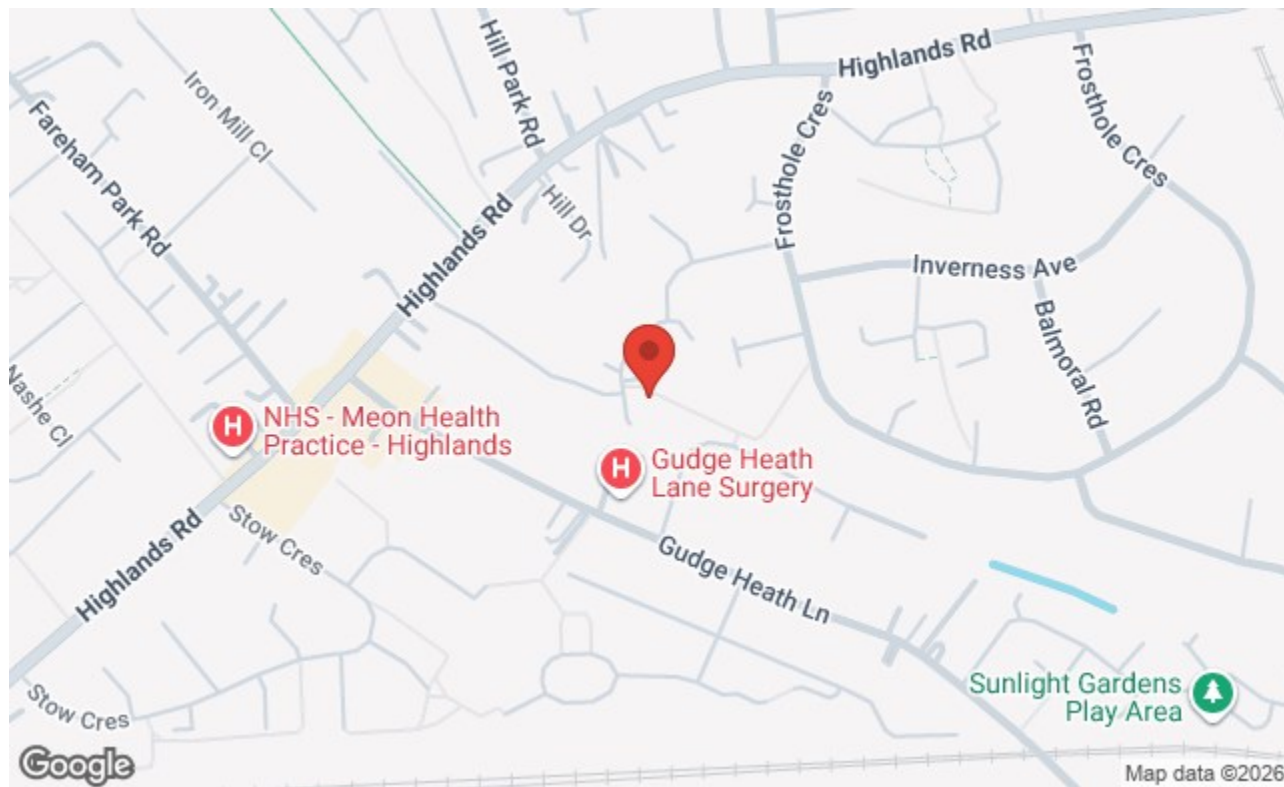 Highlands Rd
Hill Park Rd
Iron Mill Cl
Fareham Park Rd
Frosthole Cres
Frosthole Cres
Hill Dr
Highlands Rd
Inverness Ave
Balmoral Rd
Nashe Cl
NHS - Meon Health
Practice - Highlands
Gudge Heath
Lane Surgery
Stow Cres
Highlands Rd
Gudge Heath Ln
Sunlight Gardens
Play Area
Stow Cres
Google
Map data ©2026
H
H